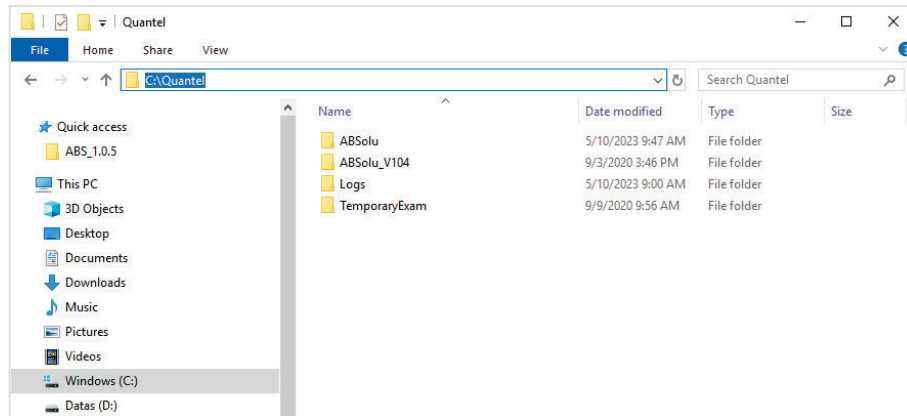 Quantel
File Home Share View
C:\Quantel
Search Quantel
Name Date modified Type Size
Quick access
ABS_1.0.5
This PC
3D Objects
Desktop
Documents
Downloads
Music
Pictures
Videos
Windows (C:)
Datas (D:)
ABSolu 5/10/2023 9:47 AM File folder
ABSolu_V104 9/3/2020 3:46 PM File folder
Logs 5/10/2023 9:00 AM File folder
TemporaryExam 9/9/2020 9:56 AM File folder